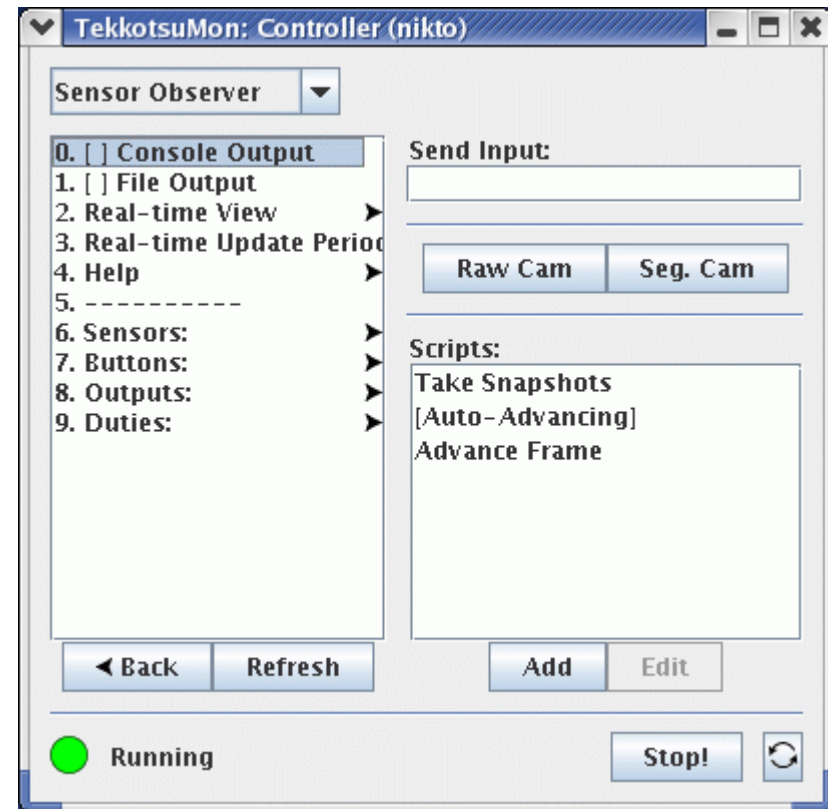 TekkotsuMon: Controller (nikto)
Sensor Observer
0. [ ] Console Output
1. [ ] File Output
2. Real-time View
3. Real-time Update Period
4. Help
5. ----------
6. Sensors:
7. Buttons:
8. Outputs:
9. Duties:
Back
Refresh
Send Input:
Raw Cam
Seg. Cam
Scripts:
Take Snapshots
[Auto-Advancing]
Advance Frame
Add
Edit
Running
Stop!